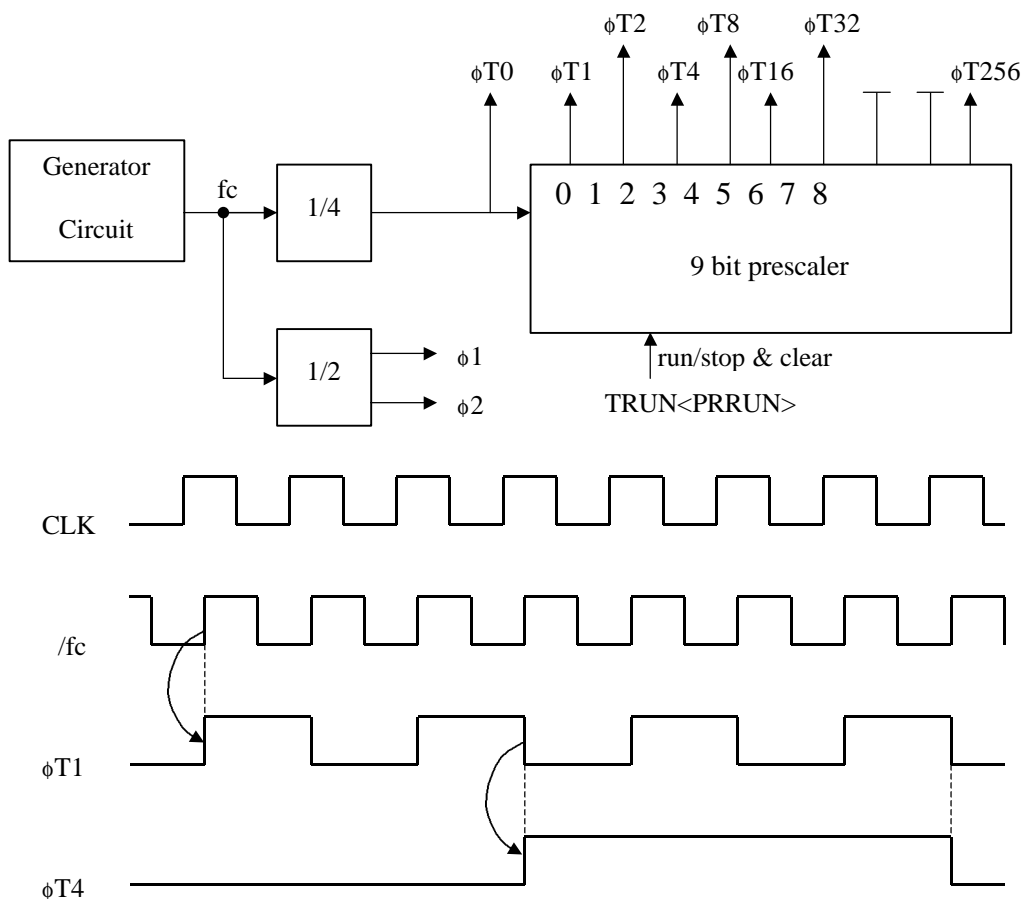 ϕT2 ϕT8 ϕT32
ϕT0 ϕT1 ϕT4 ϕT16 ϕT256
Generator
Circuit
fc
1/4
0 1 2 3 4 5 6 7 8
9 bit prescaler
1/2
ϕ1
ϕ2
run/stop & clear
TRUN<PRRUN>
CLK
/fc
ϕT1
ϕT4